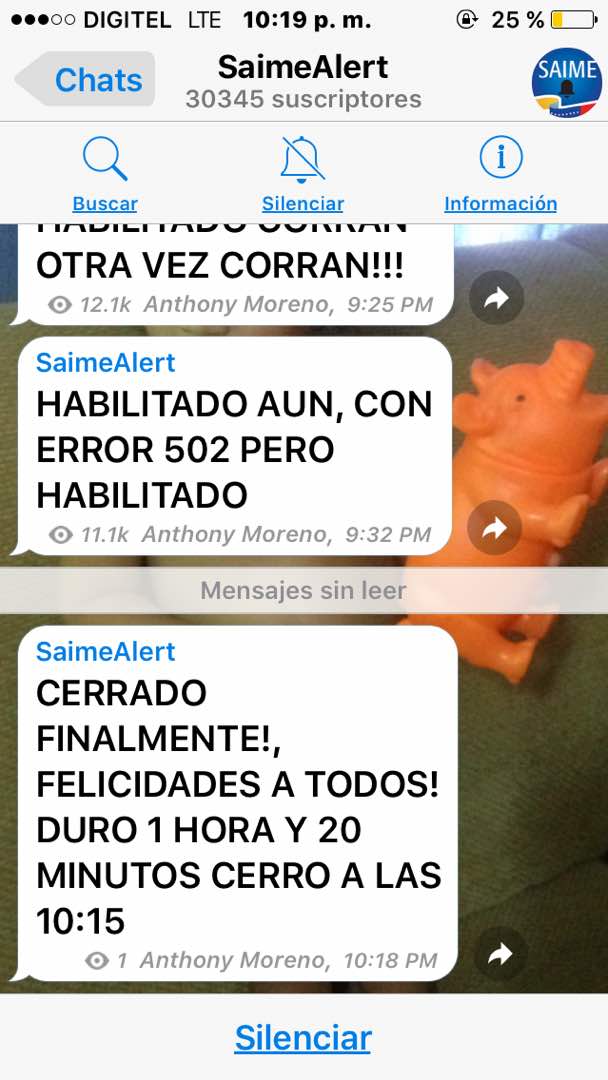 DIGITEL LTE 10:19 p. m. 25 %
Chats
SaimeAlert
30345 suscriptores
SAIME
Buscar
Silenciar
Información
HABILITADO CORRAN
OTRA VEZ CORRAN!!!
12.1k Anthony Moreno, 9:25 PM
SaimeAlert
HABILITADO AUN, CON
ERROR 502 PERO
HABILITADO
11.1k Anthony Moreno, 9:32 PM
Mensajes sin leer
SaimeAlert
CERRADO
FINALMENTE!,
FELICIDADES A TODOS!
DURO 1 HORA Y 20
MINUTOS CERRO A LAS
10:15
1 Anthony Moreno, 10:18 PM
Silenciar